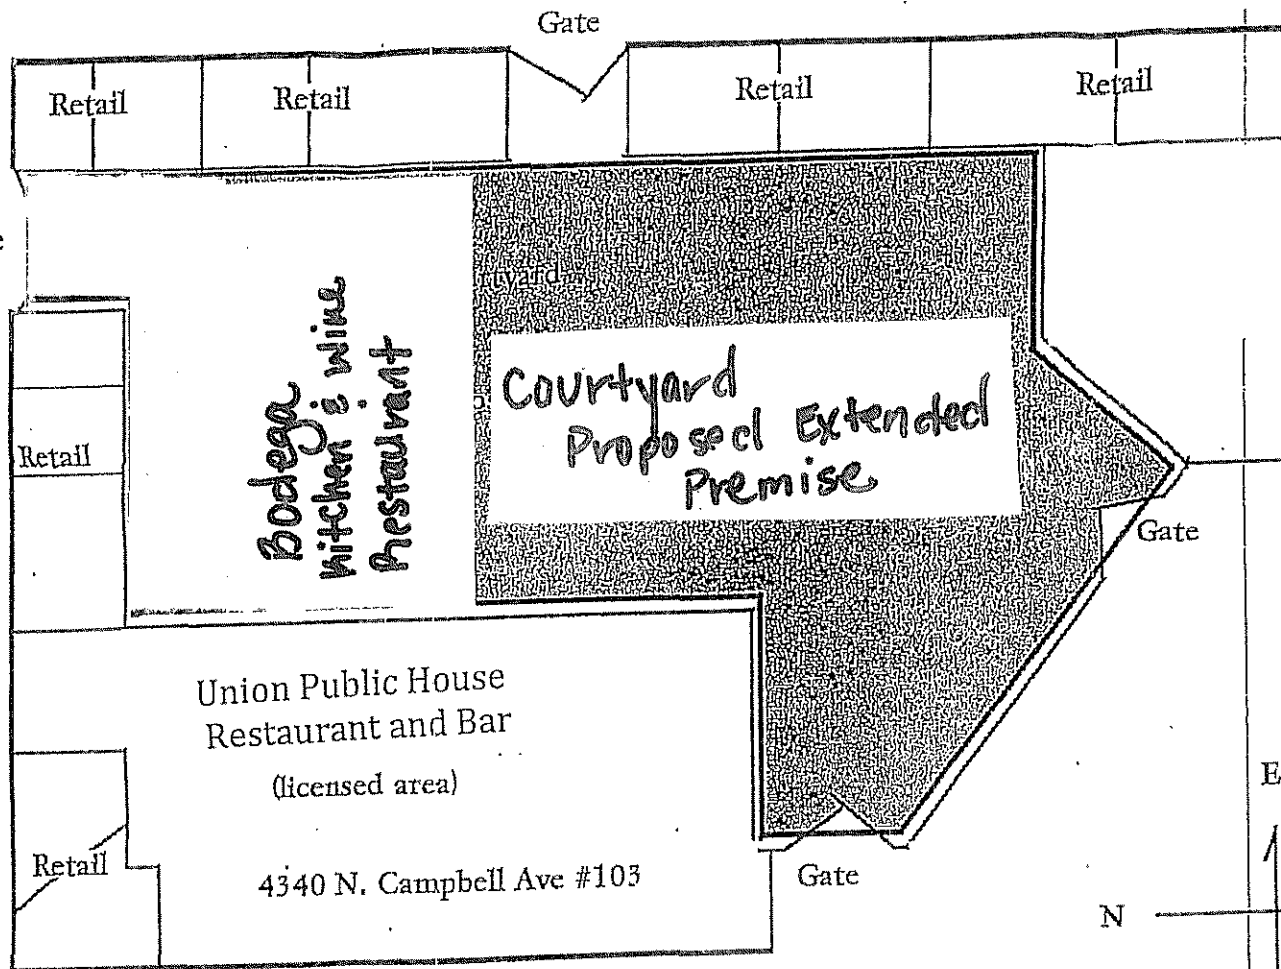 Gate
Retail
Retail
Retail
Retail
e
tyard
Bodega
Kitchen & Wine
Restaurant
Courtyard
Proposed Extended
Premise
Retail
Gate
Union Public House
Restaurant and Bar
(licensed area)
4340 N. Campbell Ave #103
Retail
Gate
E
N